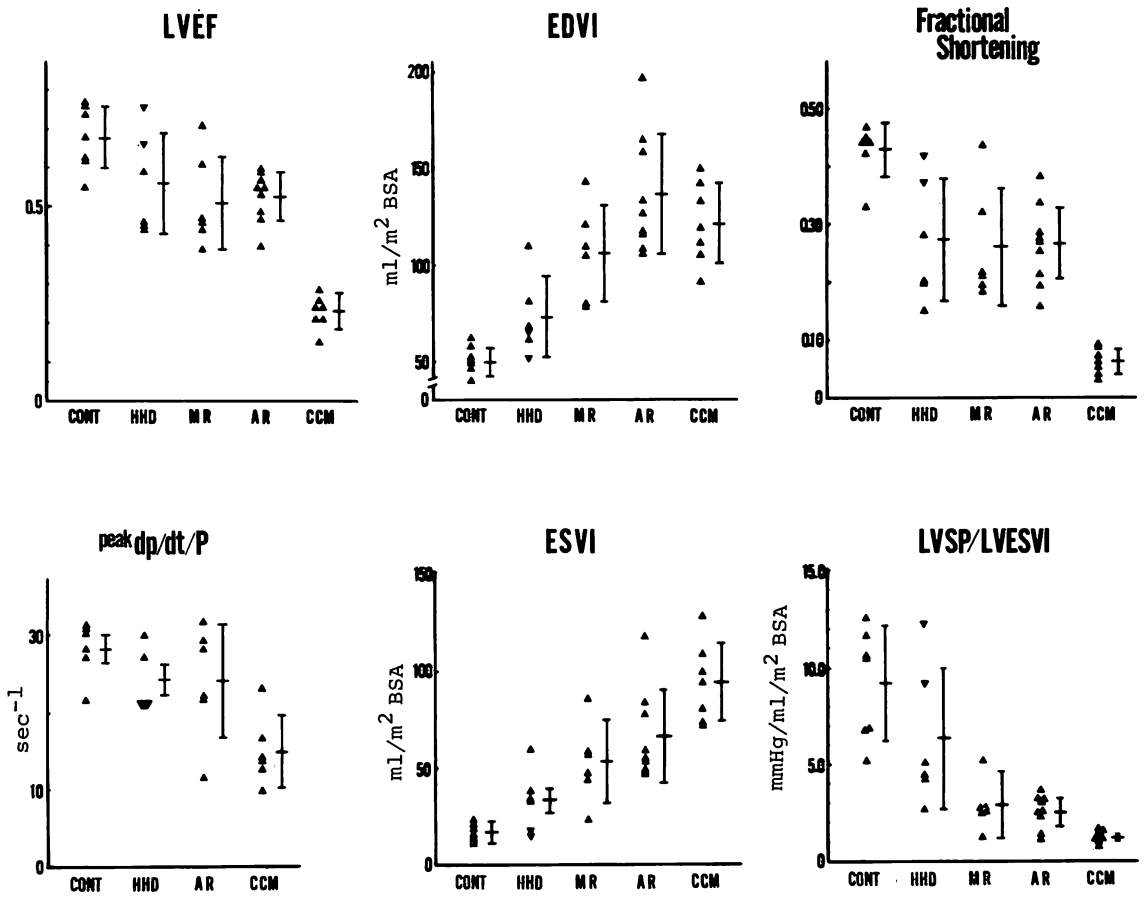 LVEF
0.5
0
CONT HHD MR AR CCM
EDVI
ml/m² BSA
200
150
100
50
0
CONT HHD MR AR CCM
Fractional
Shortening
0.50
0.30
0.10
0
CONT HHD MR AR CCM
peak dp/dt/P
sec⁻¹
30
10
0
CONT HHD AR CCM
ESVI
ml/m² BSA
150
100
50
0
CONT HHD MR AR CCM
LVSP/LVESVI
mmHg/ml/m² BSA
15.0
10.0
5.0
0
CONT HHD MR AR CCM